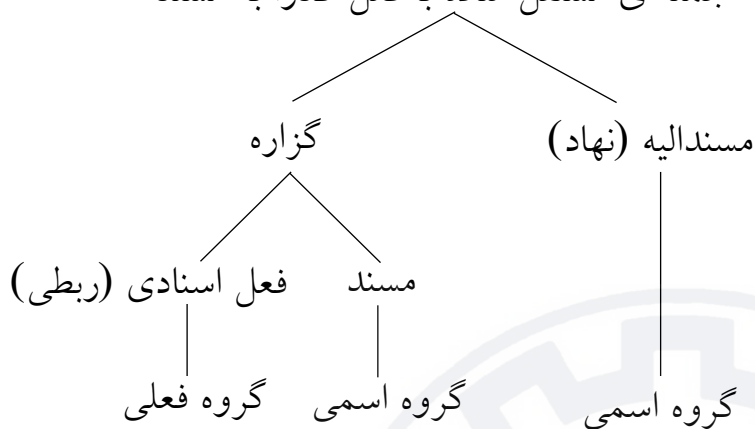 مسندالیه (نهاد) گزاره
مسند فعل اسنادی (ربطی)
گروه اسمی گروه اسمی گروه فعلی